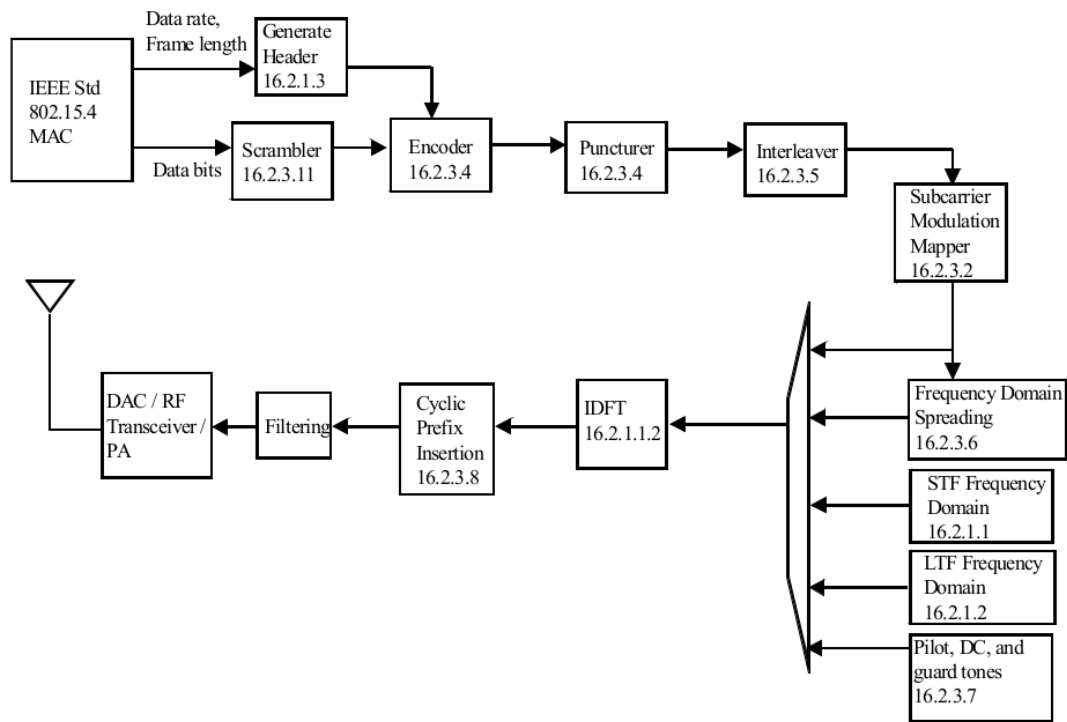 Data rate,
Frame length
Generate
Header
16.2.1.3
IEEE Std
802.15.4
MAC
Data bits
Scrambler
16.2.3.11
Encoder
16.2.3.4
Puncturer
16.2.3.4
Interleaver
16.2.3.5
Subcarrier
Modulation
Mapper
16.2.3.2
Frequency Domain
Spreading
16.2.3.6
STF Frequency
Domain
16.2.1.1
LTF Frequency
Domain
16.2.1.2
Pilot, DC, and
guard tones
16.2.3.7
IDFT
16.2.1.1.2
Cyclic
Prefix
Insertion
16.2.3.8
Filtering
DAC / RF
Transceiver /
PA